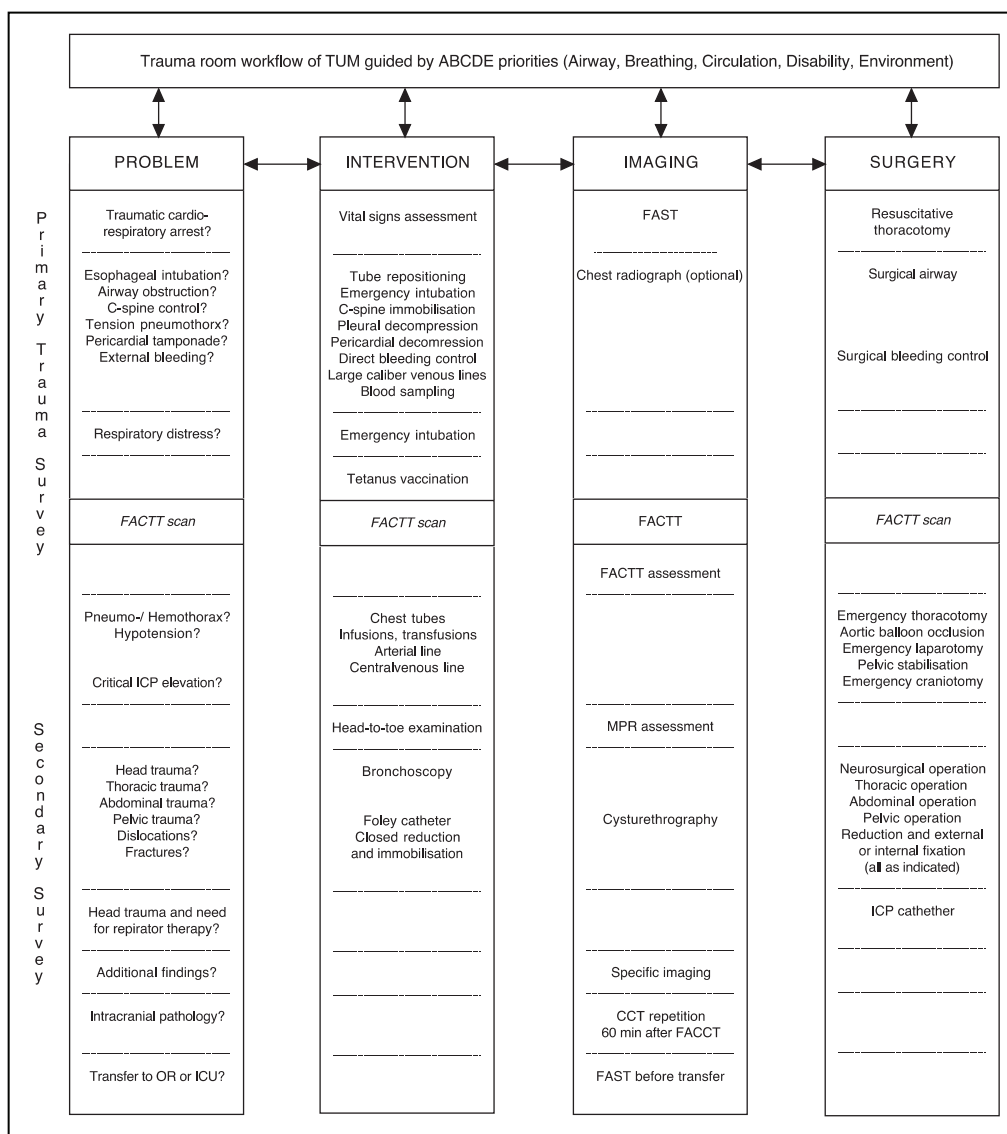 Trauma room workflow of TUM guided by ABCDE priorities (Airway, Breathing, Circulation, Disability, Environment)
Primary Trauma Survey
Secondary Survey
PROBLEM
Traumatic cardio-
respiratory arrest?
Esophageal intubation?
Airway obstruction?
C-spine control?
Tension pneumothorx?
Pericardial tamponade?
External bleeding?
Respiratory distress?
FACTT scan
Pneumo-/ Hemothorax?
Hypotension?
Critical ICP elevation?
Head trauma?
Thoracic trauma?
Abdominal trauma?
Pelvic trauma?
Dislocations?
Fractures?
Head trauma and need
for repirator therapy?
Additional findings?
Intracranial pathology?
Transfer to OR or ICU?
INTERVENTION
Vital signs assessment
Tube repositioning
Emergency intubation
C-spine immobilisation
Pleural decompression
Pericardial decomression
Direct bleeding control
Large caliber venous lines
Blood sampling
Emergency intubation
Tetanus vaccination
FACTT scan
Chest tubes
Infusions, transfusions
Arterial line
Centralvenous line
Head-to-toe examination
Bronchoscopy
Foley catheter
Closed reduction
and immobilisation
IMAGING
FAST
Chest radiograph (optional)
FACTT
FACTT assessment
MPR assessment
Cysturethrography
Specific imaging
CCT repetition
60 min after FACCT
FAST before transfer
SURGERY
Resuscitative
thoracotomy
Surgical airway
Surgical bleeding control
FACTT scan
Emergency thoracotomy
Aortic balloon occlusion
Emergency laparotomy
Pelvic stabilisation
Emergency craniotomy
Neurosurgical operation
Thoracic operation
Abdominal operation
Pelvic operation
Reduction and external
or internal fixation
(all as indicated)
ICP cathether